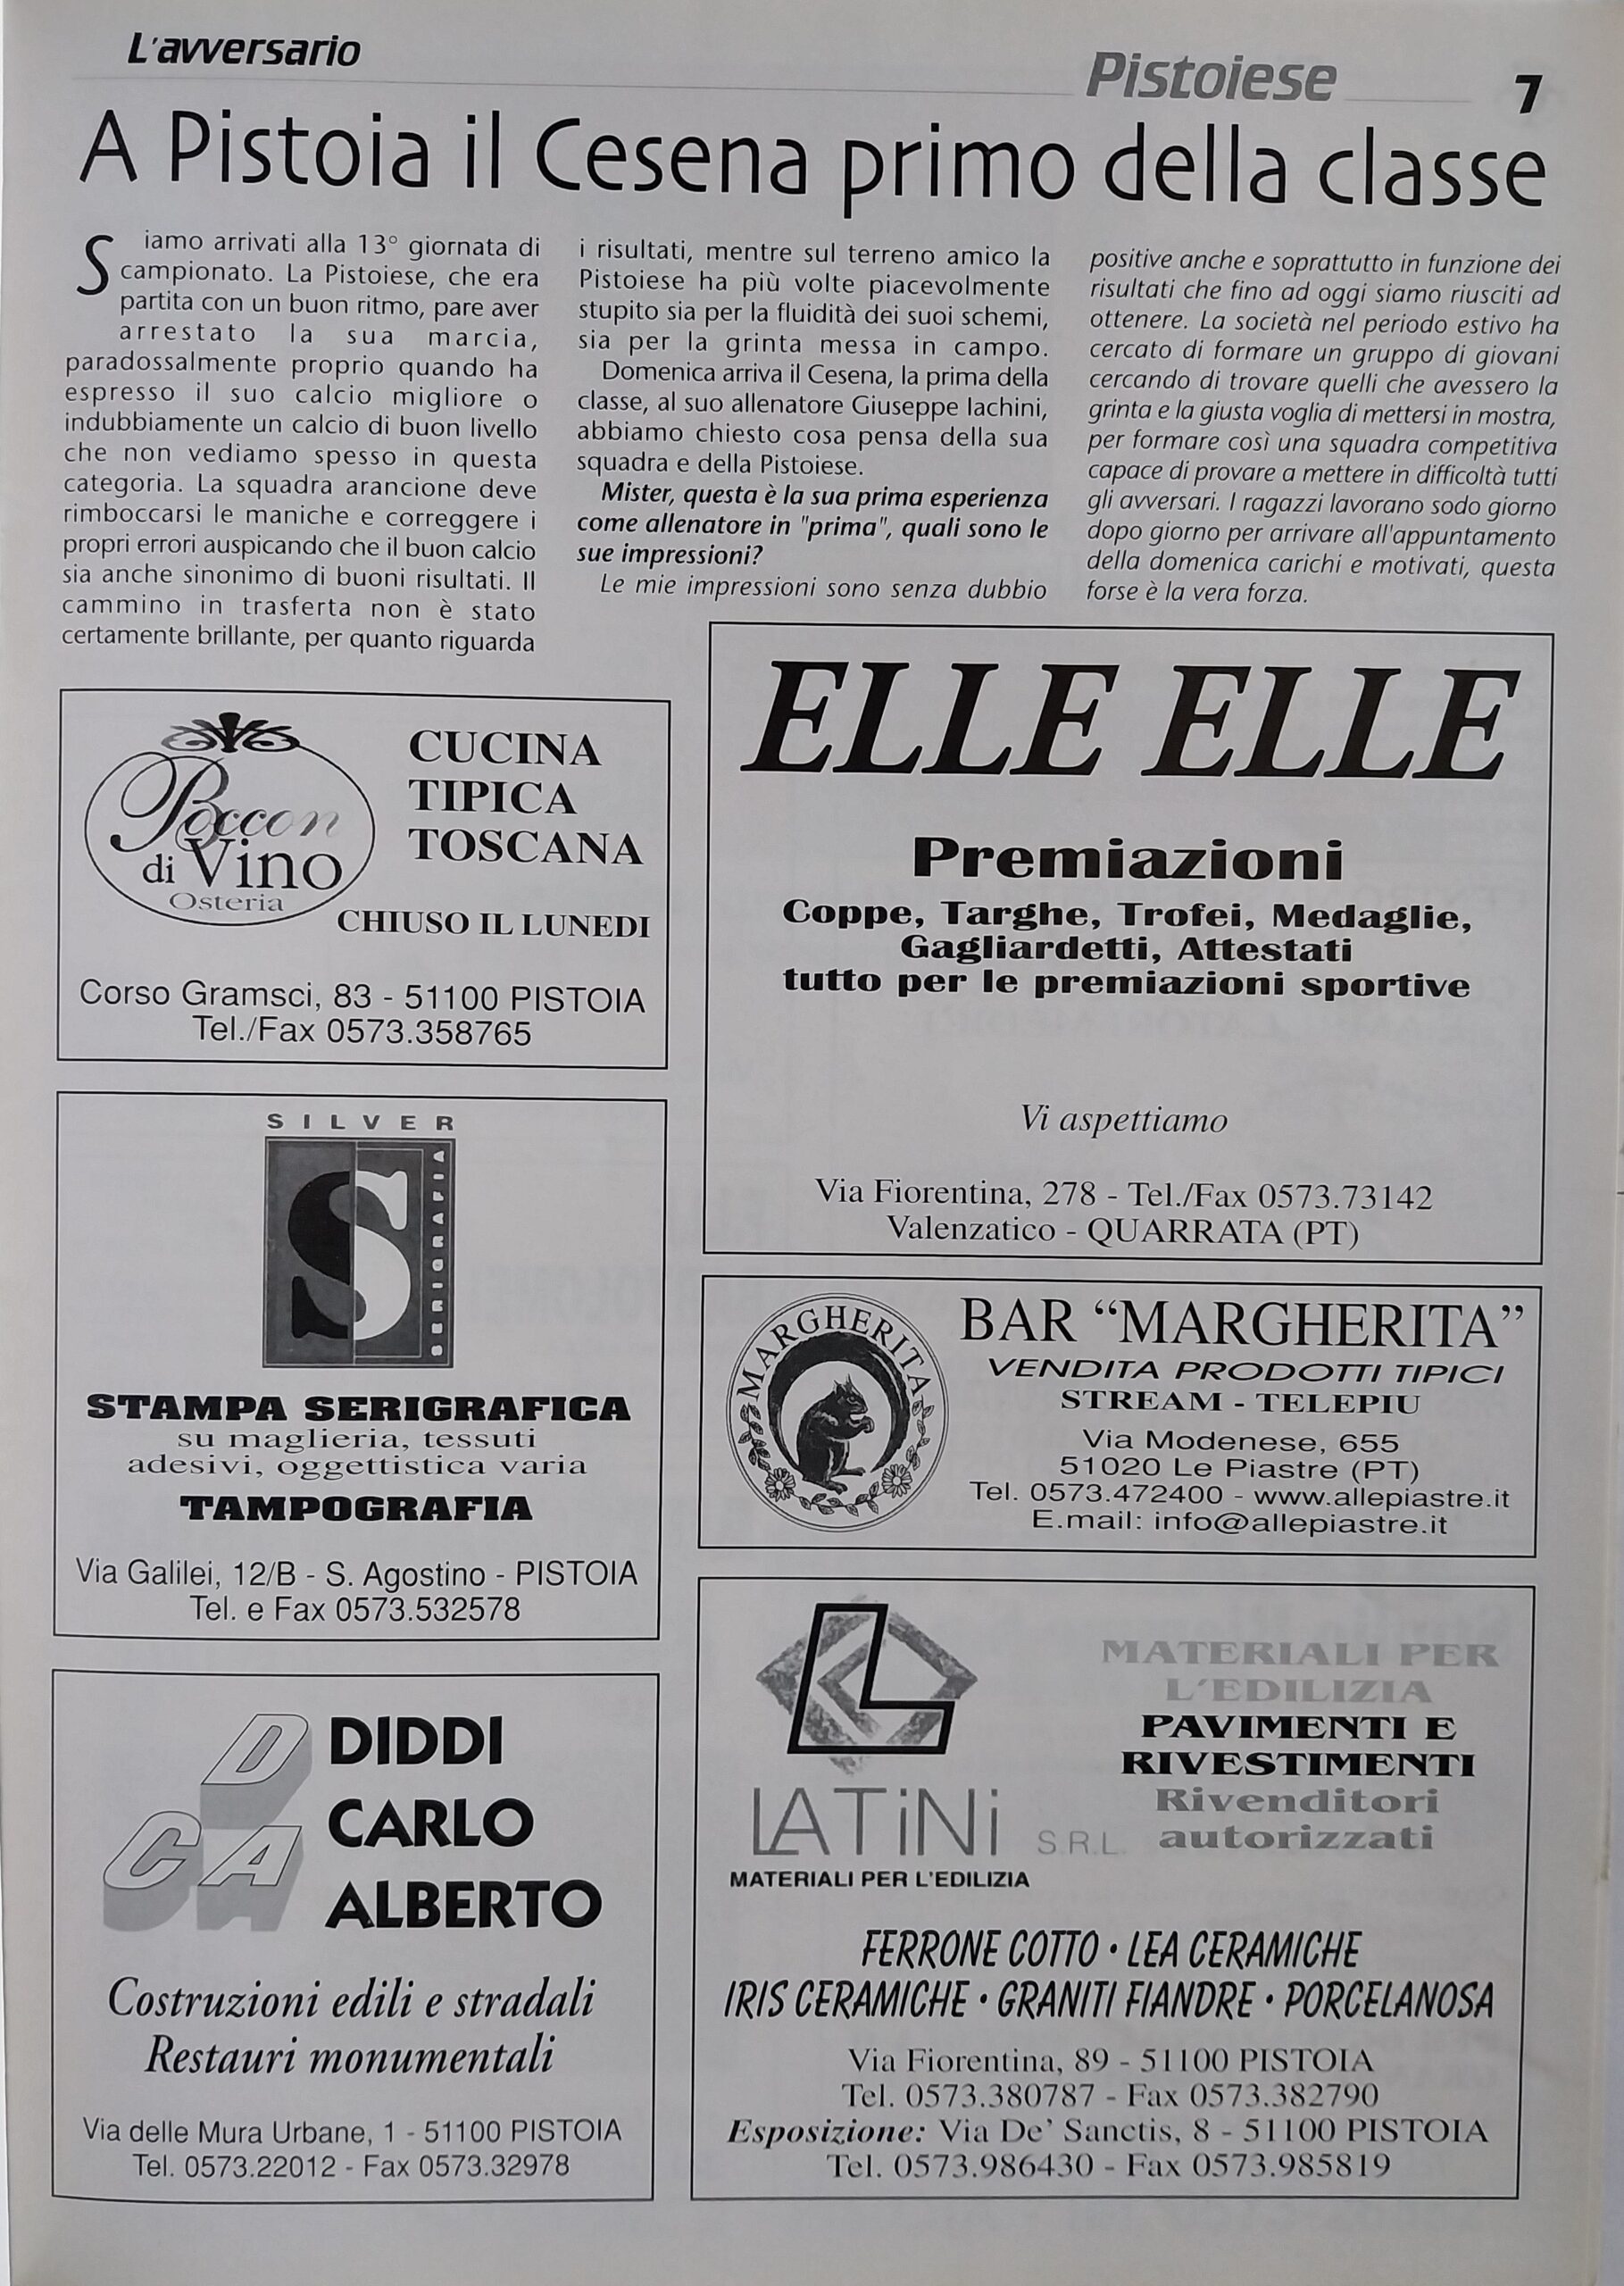 L'avversario
Pistoiese
7
A Pistoia il Cesena primo della classe
Siamo arrivati alla 13° giornata di
campionato. La Pistoiese, che era
partita con un buon ritmo, pare aver
arrestato la sua marcia,
paradossalmente proprio quando ha
espresso il suo calcio migliore o
indubbiamente un calcio di buon livello
che non vediamo spesso in questa
categoria. La squadra arancione deve
rimboccarsi le maniche e correggere i
propri errori auspicando che il buon calcio
sia anche sinonimo di buoni risultati. Il
cammino in trasferta non è stato
certamente brillante, per quanto riguarda
i risultati, mentre sul terreno amico la
Pistoiese ha più volte piacevolmente
stupito sia per la fluidità dei suoi schemi,
sia per la grinta messa in campo.
Domenica arriva il Cesena, la prima della
classe, al suo allenatore Giuseppe Iachini,
abbiamo chiesto cosa pensa della sua
squadra e della Pistoiese.
Mister, questa è la sua prima esperienza
come allenatore in "prima", quali sono le
sue impressioni?
Le mie impressioni sono senza dubbio
positive anche e soprattutto in funzione dei
risultati che fino ad oggi siamo riusciti ad
ottenere. La società nel periodo estivo ha
cercato di formare un gruppo di giovani
cercando di trovare quelli che avessero la
grinta e la giusta voglia di mettersi in mostra,
per formare così una squadra competitiva
capace di provare a mettere in difficoltà tutti
gli avversari. I ragazzi lavorano sodo giorno
dopo giorno per arrivare all'appuntamento
della domenica carichi e motivati, questa
forse è la vera forza.
Boccon
di Vino
Osteria
CUCINA
TIPICA
TOSCANA
CHIUSO IL LUNEDI
Corso Gramsci, 83 - 51100 PISTOIA
Tel./Fax 0573.358765
ELLE ELLE
Premiazioni
Coppe, Targhe, Trofei, Medaglie,
Gagliardetti, Attestati
tutto per le premiazioni sportive
Vi aspettiamo
Via Fiorentina, 278 - Tel./Fax 0573.73142
Valenzatico - QUARRATA (PT)
SILVER
S
SERIGRAFIA
STAMPA SERIGRAFICA
su maglieria, tessuti
adesivi, oggettistica varia
TAMPOGRAFIA
Via Galilei, 12/B - S. Agostino - PISTOIA
Tel. e Fax 0573.532578
MARGHERITA
BAR “MARGHERITA”
VENDITA PRODOTTI TIPICI
STREAM - TELEPIU
Via Modenese, 655
51020 Le Piastre (PT)
Tel. 0573.472400 - www.allepiastre.it
E.mail: info@allepiastre.it
DCA
DIDDI
CARLO
ALBERTO
Costruzioni edili e stradali
Restauri monumentali
Via delle Mura Urbane, 1 - 51100 PISTOIA
Tel. 0573.22012 - Fax 0573.32978
L
LATiNi S.R.L.
MATERIALI PER L'EDILIZIA
MATERIALI PER
L'EDILIZIA
PAVIMENTI E
RIVESTIMENTI
Rivenditori
autorizzati
FERRONE COTTO • LEA CERAMICHE
IRIS CERAMICHE • GRANITI FIANDRE • PORCELANOSA
Via Fiorentina, 89 - 51100 PISTOIA
Tel. 0573.380787 - Fax 0573.382790
Esposizione: Via De' Sanctis, 8 - 51100 PISTOIA
Tel. 0573.986430 - Fax 0573.985819